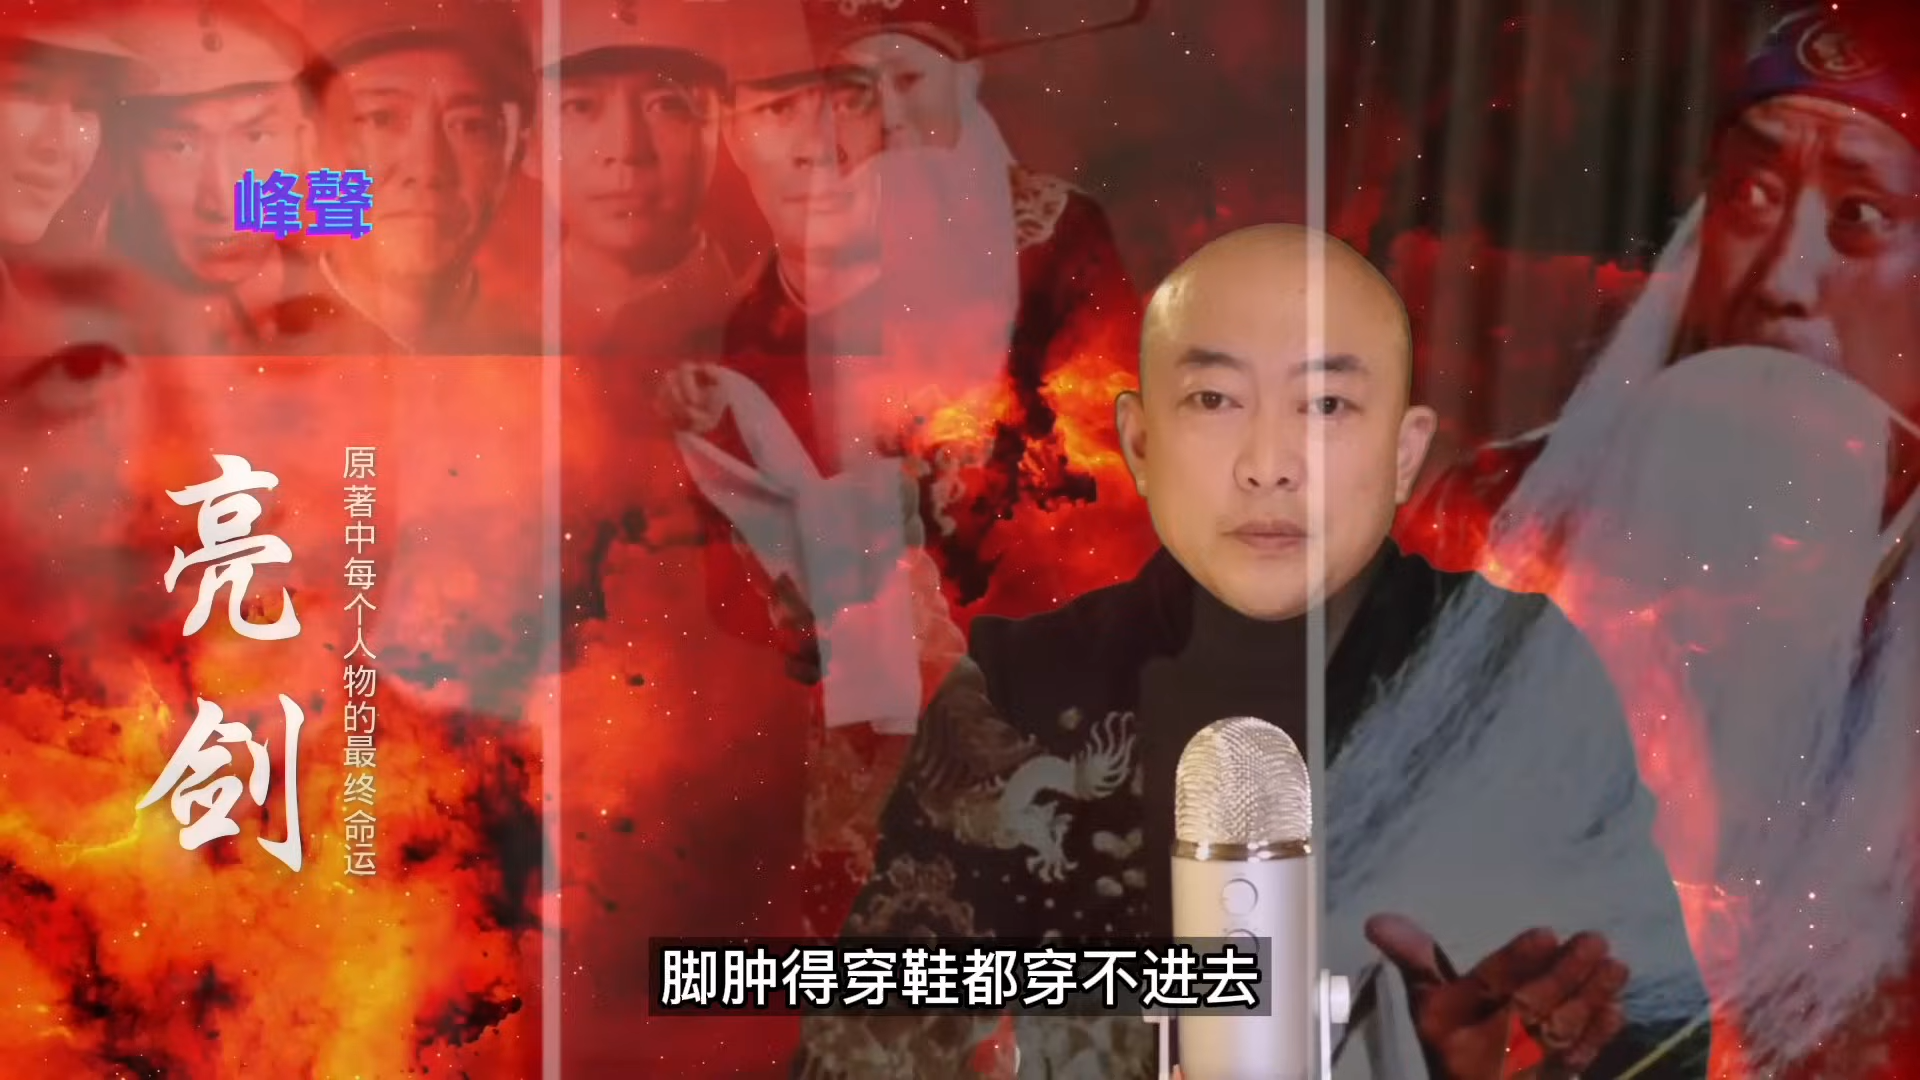 峰聲
亮剑
原著中每个人物的最终命运
脚肿得穿鞋都穿不进去